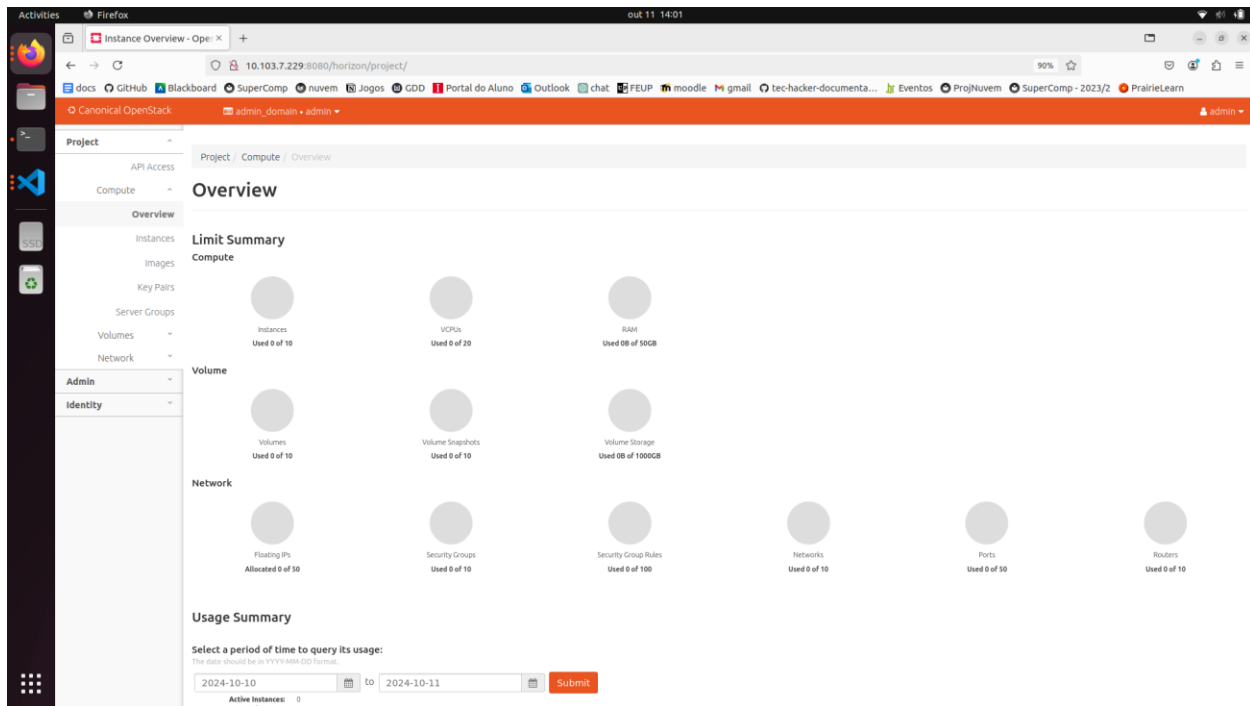 Activities Firefox out 11 14:01
Instance Overview - Ope
10.103.7.229:8080/horizon/project/ 90%
docs GitHub Blackboard SuperComp nuvem Jogos GDD Portal do Aluno Outlook chat FEUP moodle gmail tec-hacker-documenta... Eventos ProjNuvem SuperComp - 2023/2 PrairieLearn
Canonical OpenStack admin_domain • admin admin
Project
API Access
Compute
Overview
Instances
Images
Key Pairs
Server Groups
Volumes
Network
Admin
Identity
SSD
Project / Compute / Overview
Overview
Limit Summary
Compute
Instances VCPUs RAM
Used 0 of 10 Used 0 of 20 Used 0B of 50GB
Volume
Volumes Volume Snapshots Volume Storage
Used 0 of 10 Used 0 of 10 Used 0B of 1000GB
Network
Floating IPs Security Groups Security Group Rules Networks Ports Routers
Allocated 0 of 50 Used 0 of 10 Used 0 of 100 Used 0 of 10 Used 0 of 50 Used 0 of 10
Usage Summary
Select a period of time to query its usage:
The date should be in YYYY-MM-DD format.
2024-10-10 to 2024-10-11 Submit
Active Instances: 0